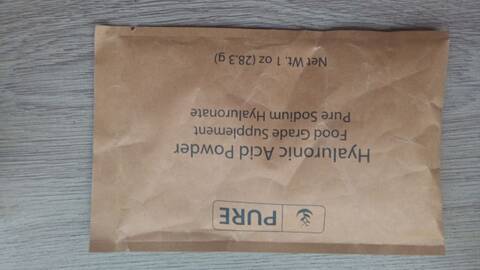 PURE
Hyaluronic Acid Powder
Food Grade Supplement
Pure Sodium Hyaluronate
Net Wt. 1 oz (28.3 g)